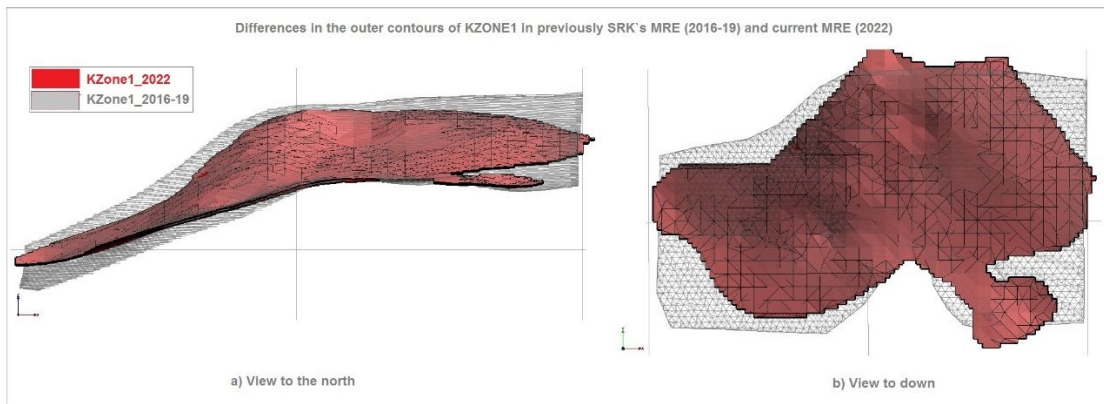 Differences in the outer contours of KZONE1 in previously SRK`s MRE (2016-19) and current MRE (2022)
KZone1_2022
KZone1_2016-19
a) View to the north
b) View to down